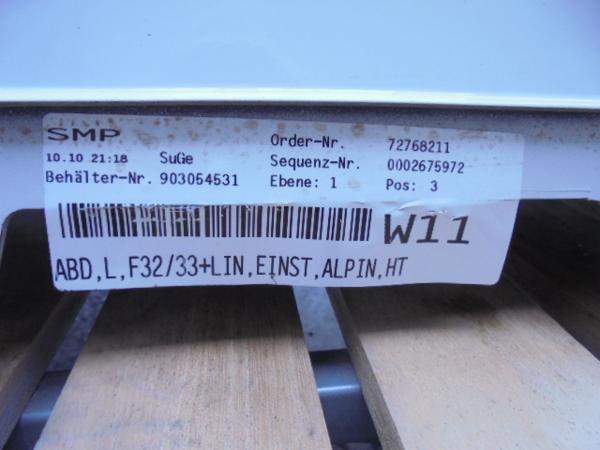 SMP Order-Nr. 72768211
10.10 21:18 SuGe Sequenz-Nr. 0002675972
Behälter-Nr. 903054531 Ebene: 1 Pos: 3
W11
ABD,L,F32/33+LIN,EINST,ALPIN,HT